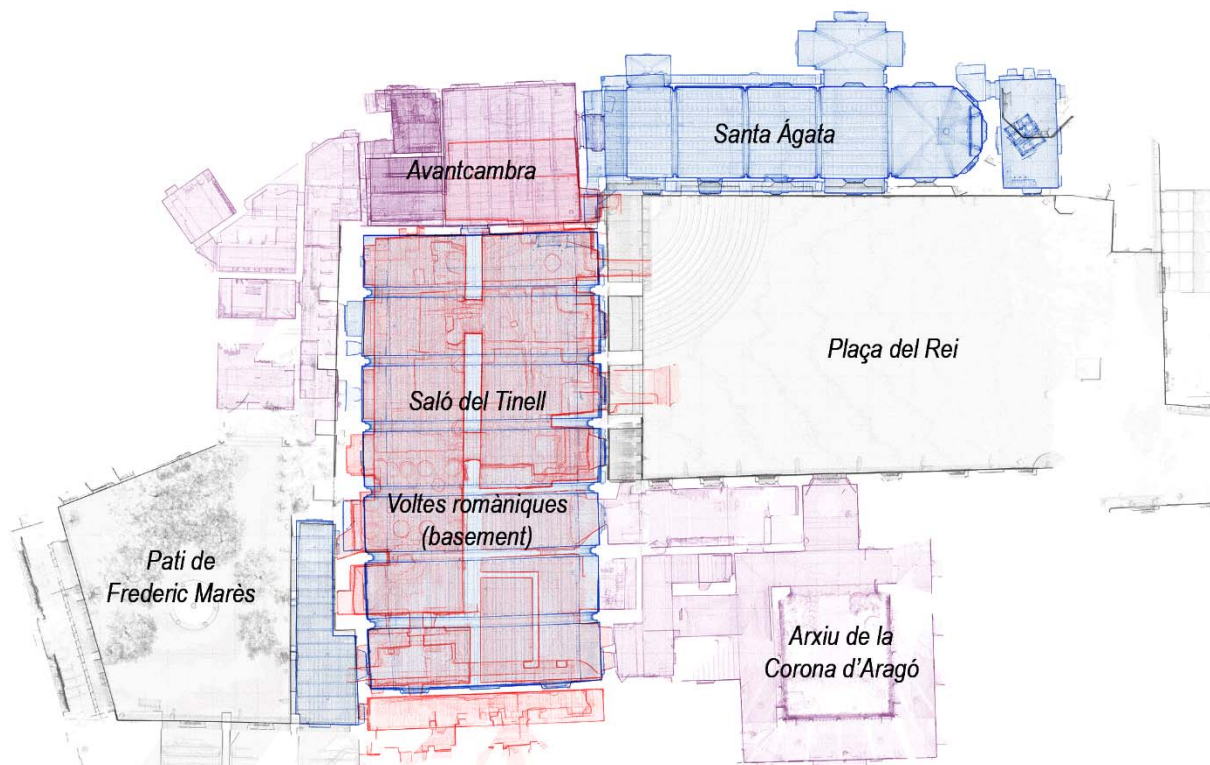 Santa Ágata
Avantcambra
Plaça del Rei
Saló del Tinell
Voltes romàniques
(basement)
Pati de
Frederic Marès
Arxiu de la
Corona d'Aragó